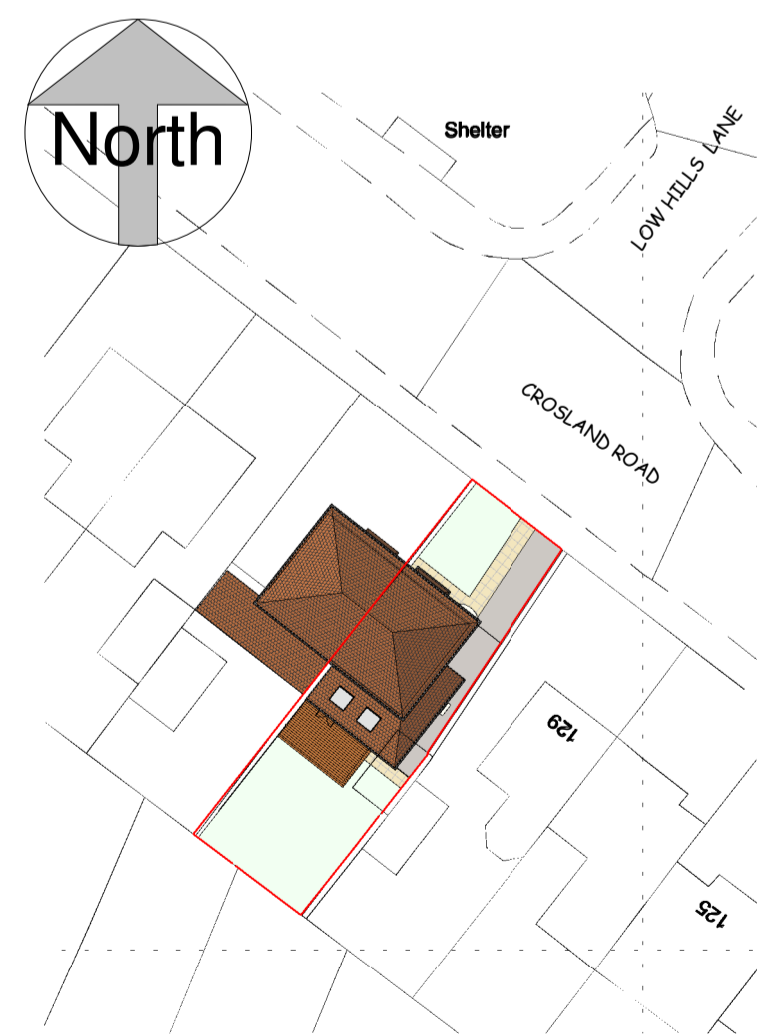 North
Shelter
LOW HILLS LANE
CROSLAND ROAD
129
125